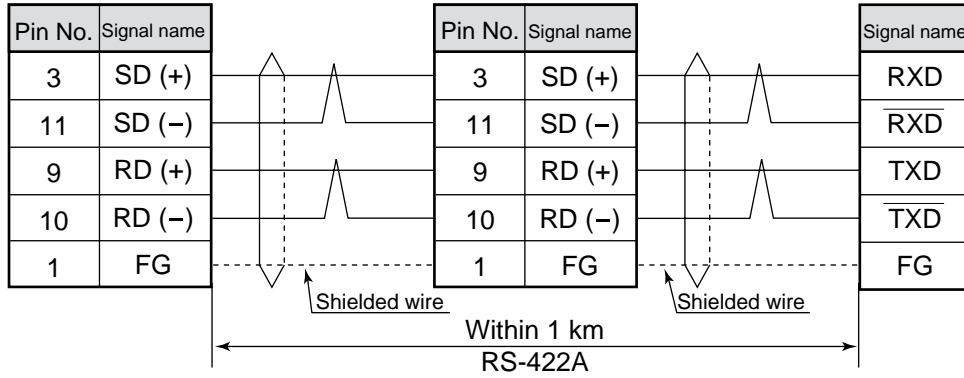 Pin No. Signal name Pin No. Signal name Signal name
3 SD (+) 3 SD (+) RXD
11 SD (−) 11 SD (−) R̅X̅D̅
9 RD (+) 9 RD (+) TXD
10 RD (−) 10 RD (−) T̅X̅D̅
1 FG 1 FG FG
Shielded wire Shielded wire
Within 1 km
RS-422A